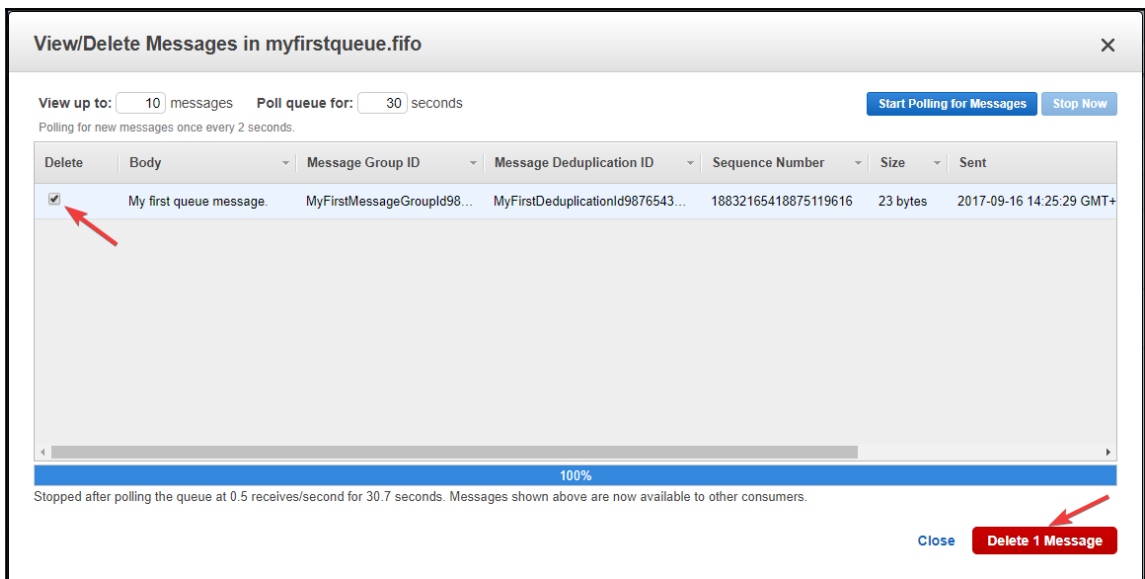 View/Delete Messages in myfirstqueue.fifo
View up to: 10 messages Poll queue for: 30 seconds Start Polling for Messages Stop Now
Polling for new messages once every 2 seconds.
Delete Body Message Group ID Message Deduplication ID Sequence Number Size Sent
My first queue message. MyFirstMessageGroupId98... MyFirstDeduplicationId9876543... 18832165418875119616 23 bytes 2017-09-16 14:25:29 GMT+
100%
Stopped after polling the queue at 0.5 receives/second for 30.7 seconds. Messages shown above are now available to other consumers.
Close Delete 1 Message